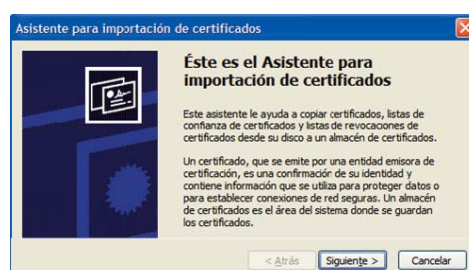 Asistente para importación de certificados
Éste es el Asistente para
importación de certificados
Este asistente le ayuda a copiar certificados, listas de
confianza de certificados y listas de revocaciones de
certificados desde su disco a un almacén de certificados.
Un certificado, que se emite por una entidad emisora de
certificación, es una confirmación de su identidad y
contiene información que se utiliza para proteger datos o
para establecer conexiones de red seguras. Un almacén
de certificados es el área del sistema donde se guardan
los certificados.
< Atrás Siguiente > Cancelar